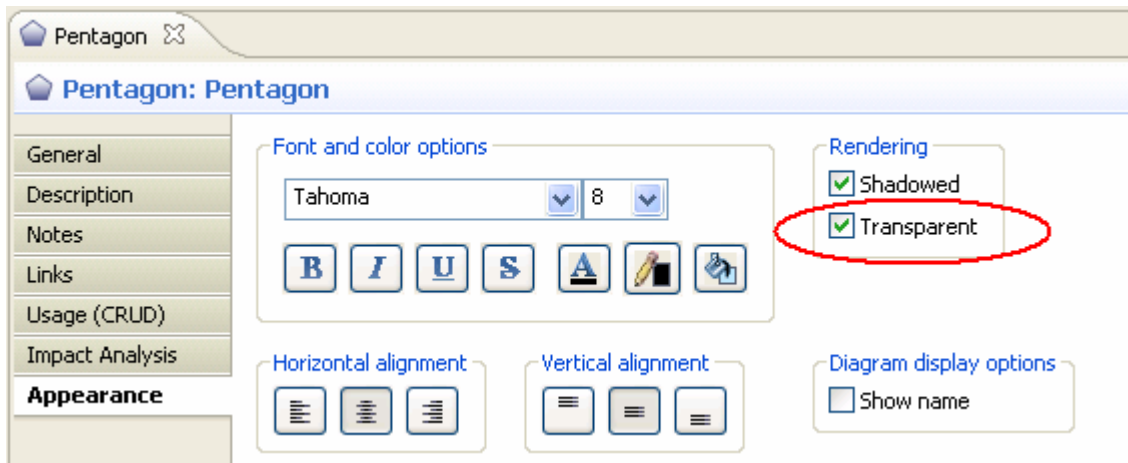 Pentagon
Pentagon: Pentagon
General
Description
Notes
Links
Usage (CRUD)
Impact Analysis
Appearance
Font and color options
Tahoma 8
B I U S A
Rendering
Shadowed
Transparent
Horizontal alignment
Vertical alignment
Diagram display options
Show name